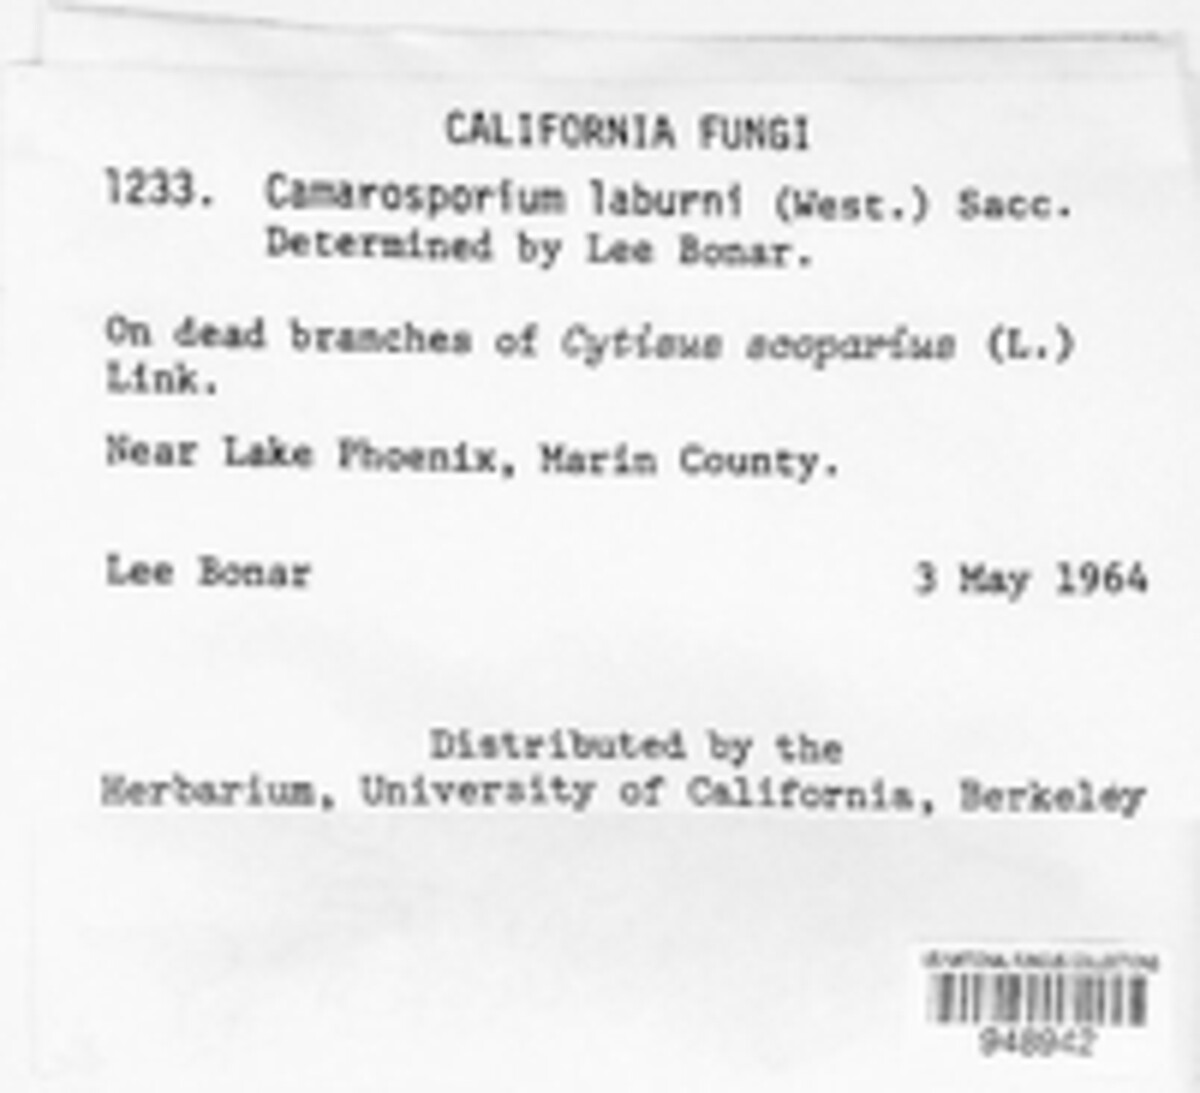 CALIFORNIA FUNGI
1233. Camarosporium laburni (West.) Sacc.
Determined by Lee Bonar.
On dead branches of Cytisus scoparius (L.)
Link.
Near Lake Phoenix, Marin County.
Lee Bonar 3 May 1964
Distributed by the
Herbarium, University of California, Berkeley
948942